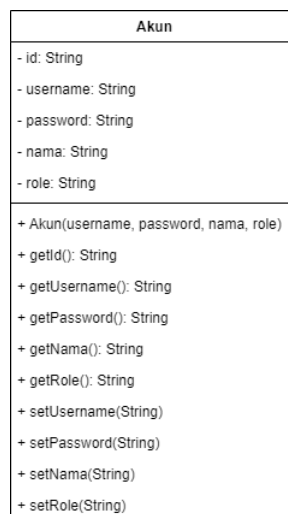 Akun
- id: String
- username: String
- password: String
- nama: String
- role: String
+ Akun(username, password, nama, role)
+ getId(): String
+ getUsername(): String
+ getPassword(): String
+ getNama(): String
+ getRole(): String
+ setUsername(String)
+ setPassword(String)
+ setNama(String)
+ setRole(String)